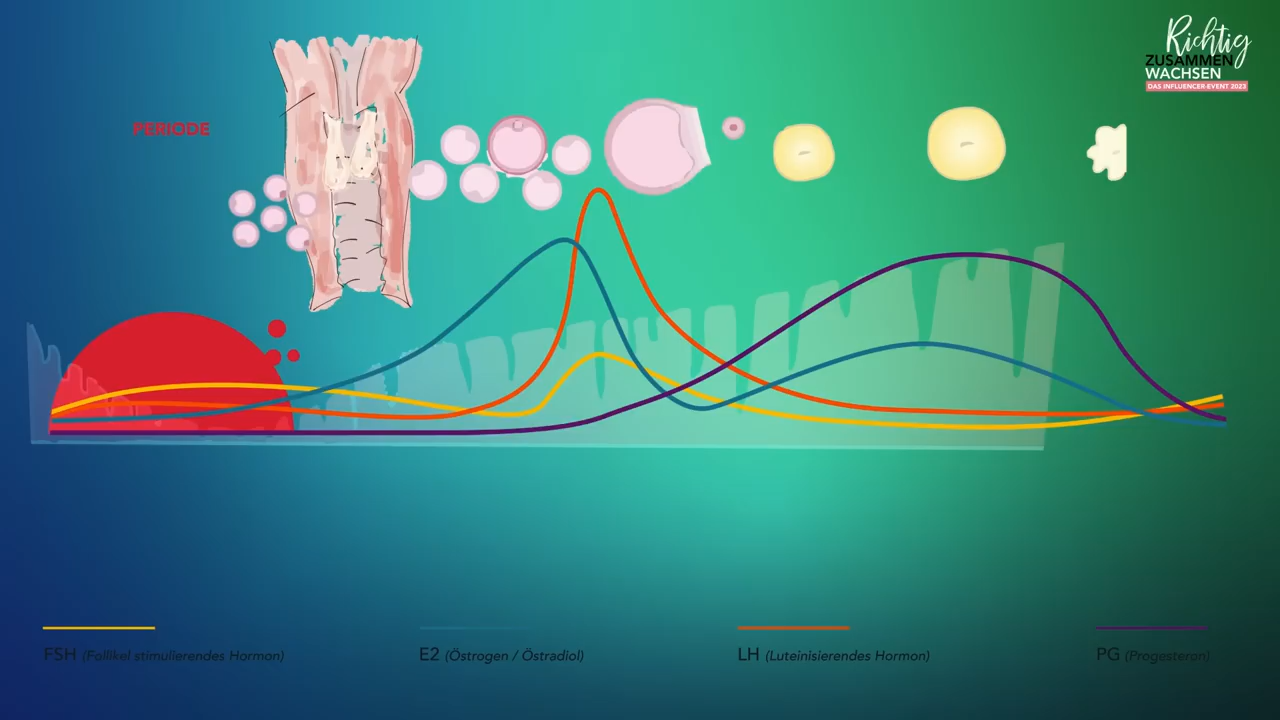 Richtig
ZUSAMMEN
WACHSEN
DAS INFLUENCER-EVENT 2023
PERIODE
FSH (Follikel stimulierendes Hormon)
E2 (Östrogen / Östradiol)
LH (Luteinisierendes Hormon)
PG (Progesteron)